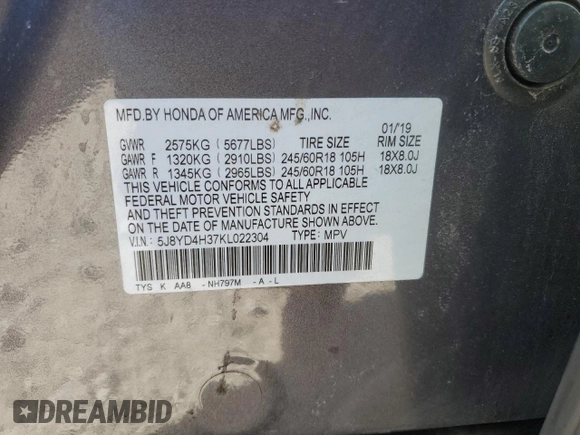 MFD.BY HONDA OF AMERICA MFG.,INC.
01/'19
GVWR 2575KG ( 5677LBS) TIRE SIZE RIM SIZE
GAWR F 1320KG ( 2910LBS) 245/60R18 105H 18X8.0J
GAWR R 1345KG ( 2965LBS) 245/60R18 105H 18X8.0J
THIS VEHICLE CONFORMS TO ALL APPLICABLE
FEDERAL MOTOR VEHICLE SAFETY
AND THEFT PREVENTION STANDARDS IN EFFECT
ON THE DATE OF MANUFACTURE SHOWN ABOVE.
V.I.N.: 5J8YD4H37KL022304 TYPE: MPV
TYS K AA8 - NH797M - A - L
DREAMBID